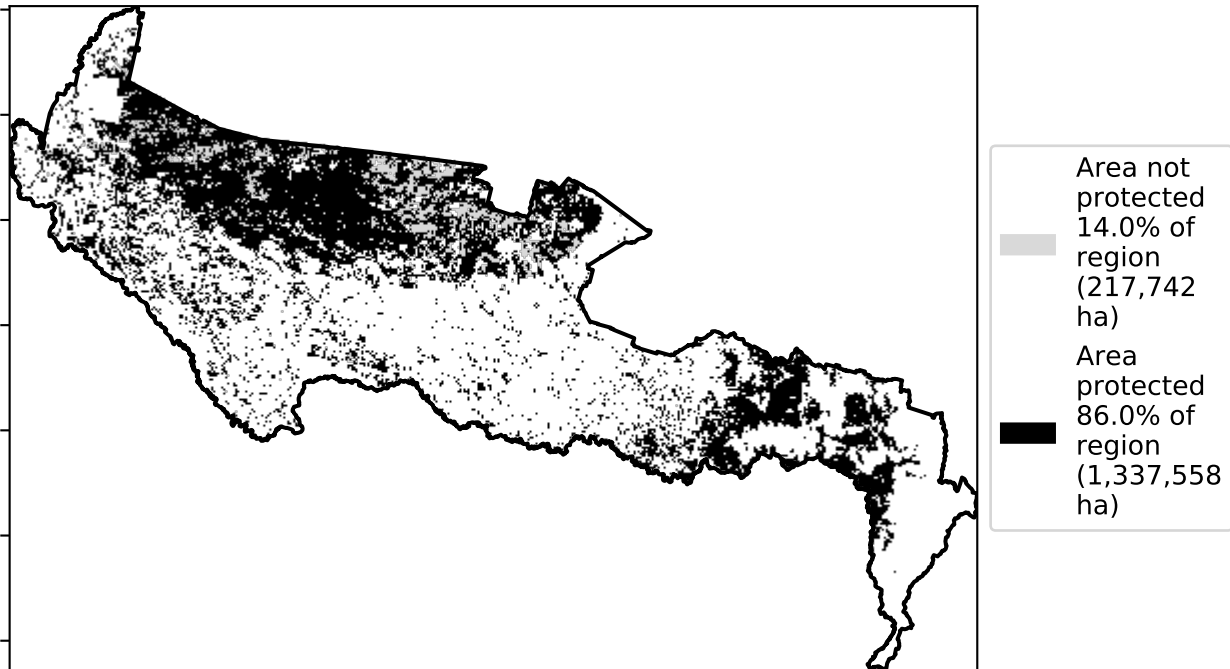 Area not
protected
14.0% of
region
(217,742
ha)
Area
protected
86.0% of
region
(1,337,558
ha)